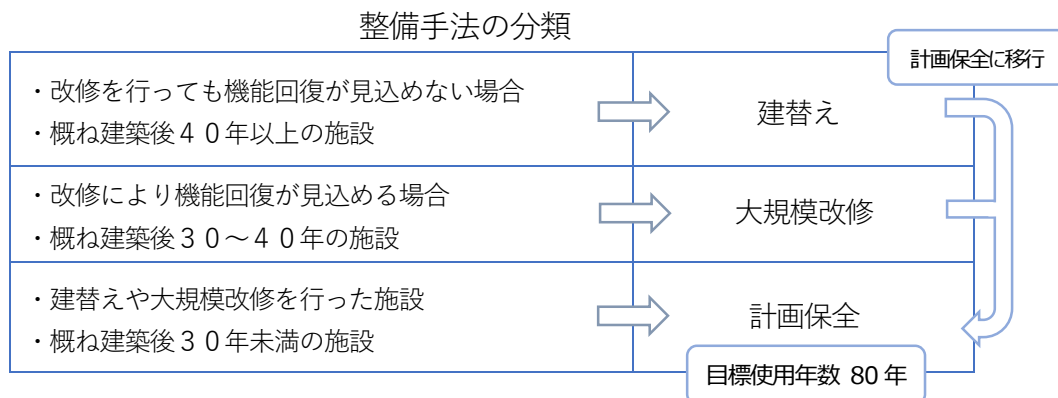 整備手法の分類
計画保全に移行
・改修を行っても機能回復が見込めない場合
・概ね建築後４０年以上の施設
建替え
・改修により機能回復が見込める場合
・概ね建築後３０～４０年の施設
大規模改修
・建替えや大規模改修を行った施設
・概ね建築後３０年未満の施設
計画保全
目標使用年数 80 年